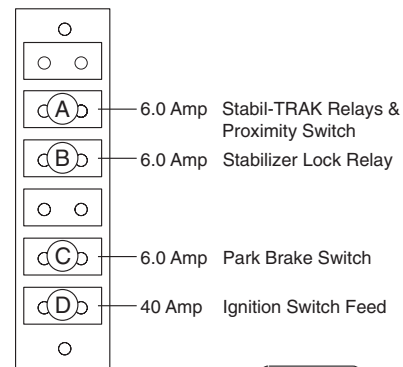 A 6.0 Amp Stabil-TRAK Relays &
Proximity Switch
B 6.0 Amp Stabilizer Lock Relay
C 6.0 Amp Park Brake Switch
D 40 Amp Ignition Switch Feed